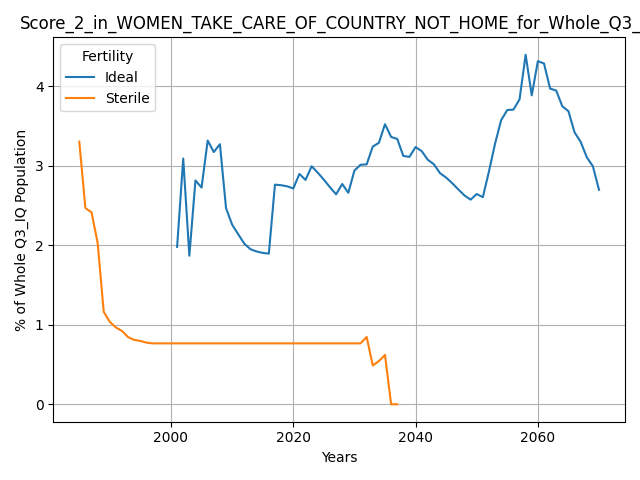 Score_2_in_WOMEN_TAKE_CARE_OF_COUNTRY_NOT_HOME_for_Whole_Q3_
Fertility
Ideal
Sterile
% of Whole Q3_IQ Population
4
3
2
1
0
2000 2020 2040 2060
Years